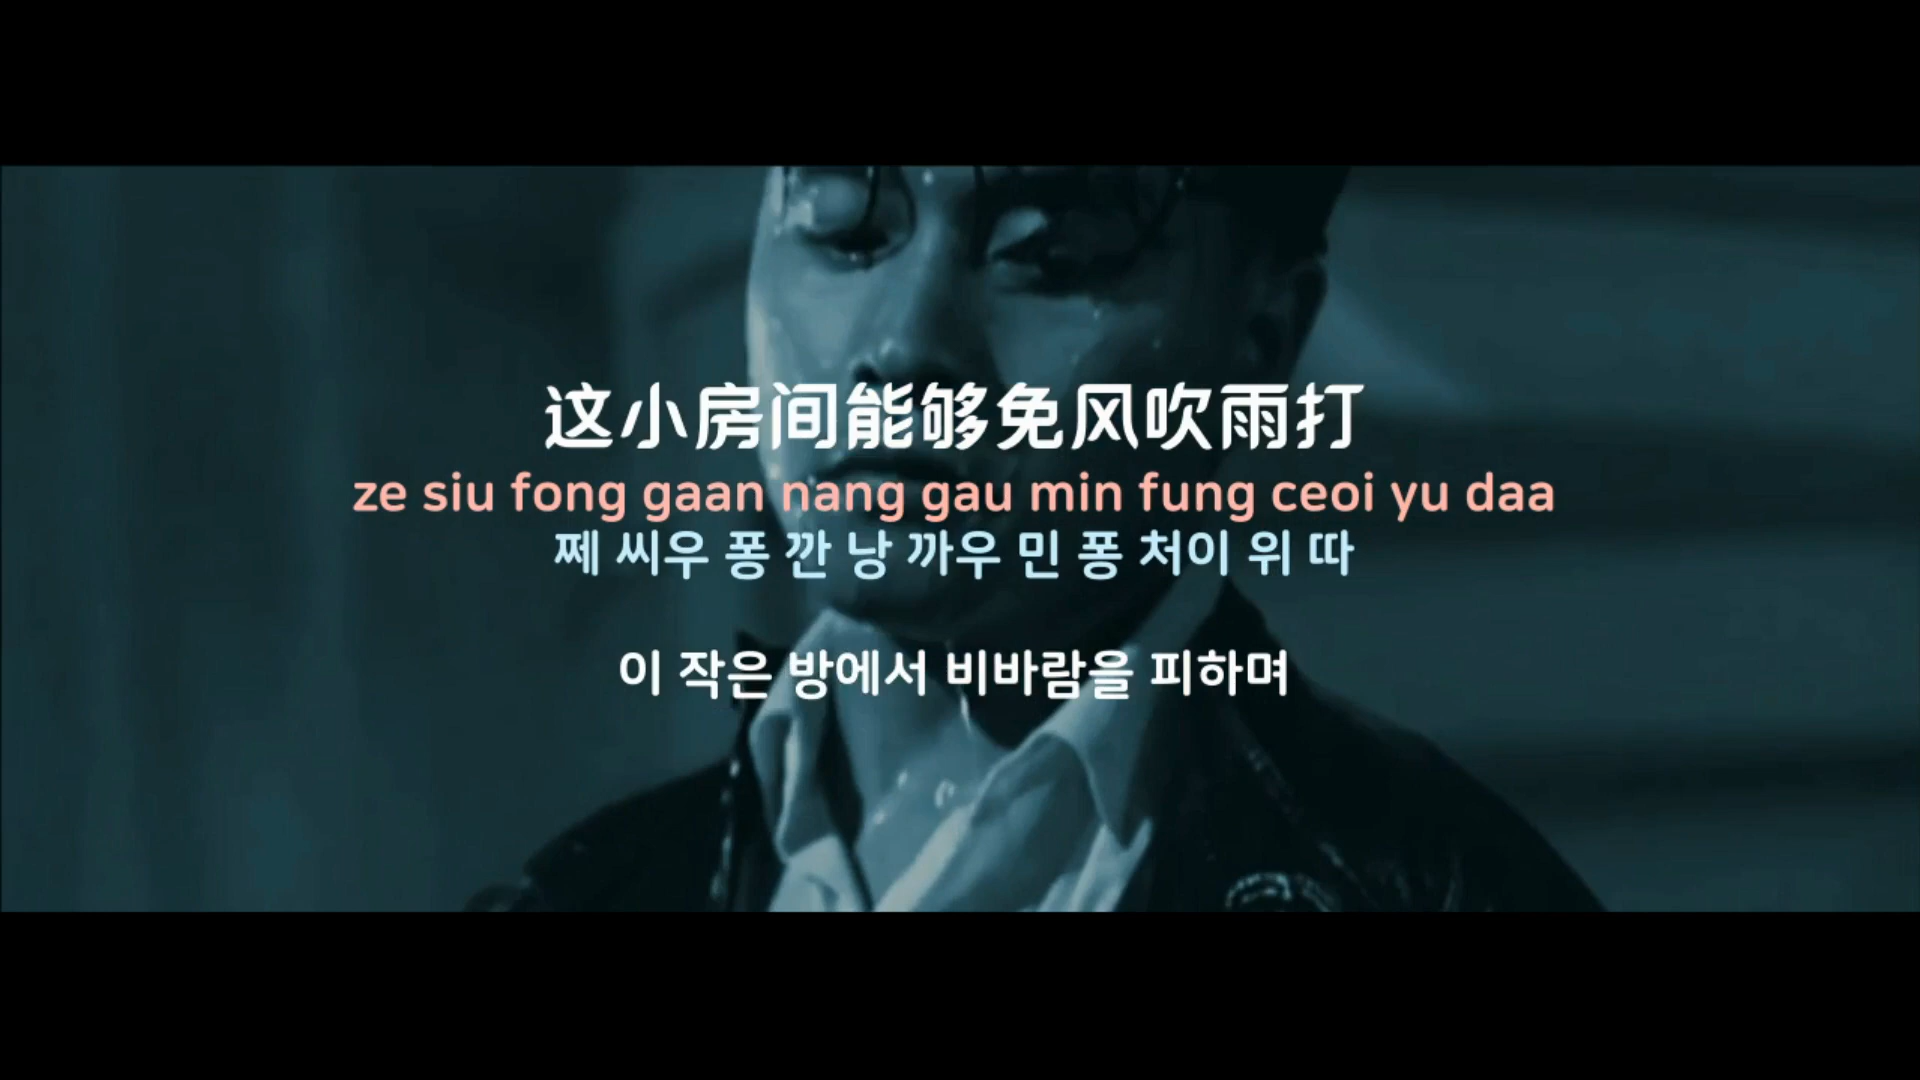 这小房间能够免风吹雨打
ze siu fong gaan nang gau min fung ceoi yu daa
쩨 씨우 퐁 깐 낭 까우 민 퐁 처이 위 따
이 작은 방에서 비바람을 피하며